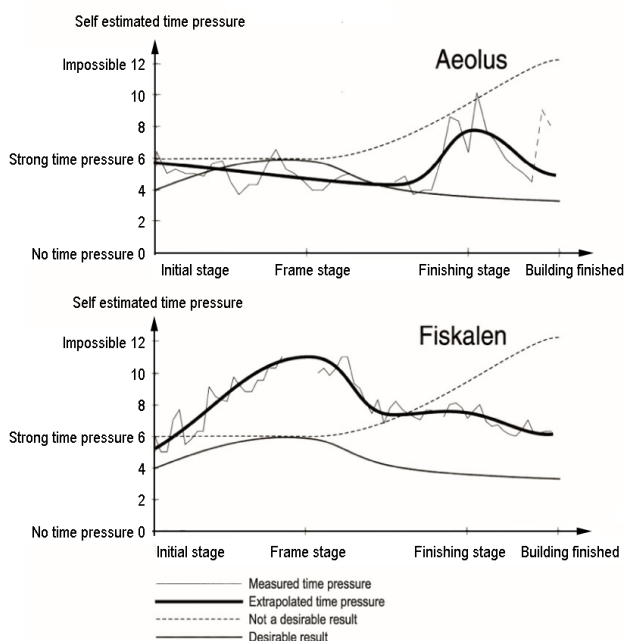 Self estimated time pressure
Aeolus
Impossible 12
10
8
Strong time pressure 6
4
2
No time pressure 0
Initial stage Frame stage Finishing stage Building finished
Self estimated time pressure
Fiskalen
Impossible 12
10
8
Strong time pressure 6
4
2
No time pressure 0
Initial stage Frame stage Finishing stage Building finished
Measured time pressure
Extrapolated time pressure
Not a desirable result
Desirable result